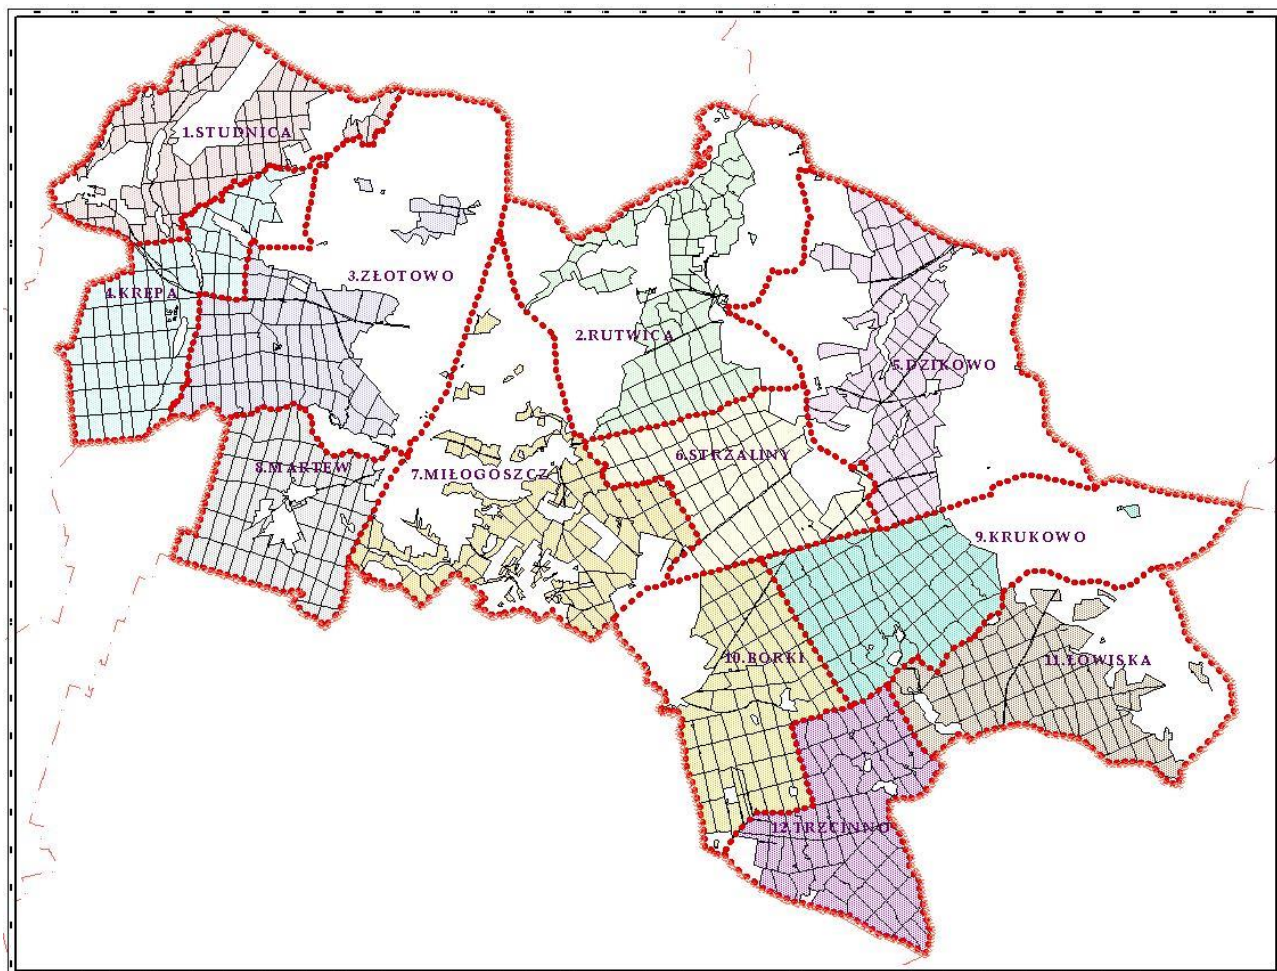 1.STUDNICA
3.ZŁOTOWO
4.KRĘPA
2.RUTWICA
5.DZIKOWO
6.STRZALINY
8.MARTEW
7.MIŁOGOSZCZ
9.KRUKOWO
10.BORKI
11.ŁOWISKA
12.TRZCINNO